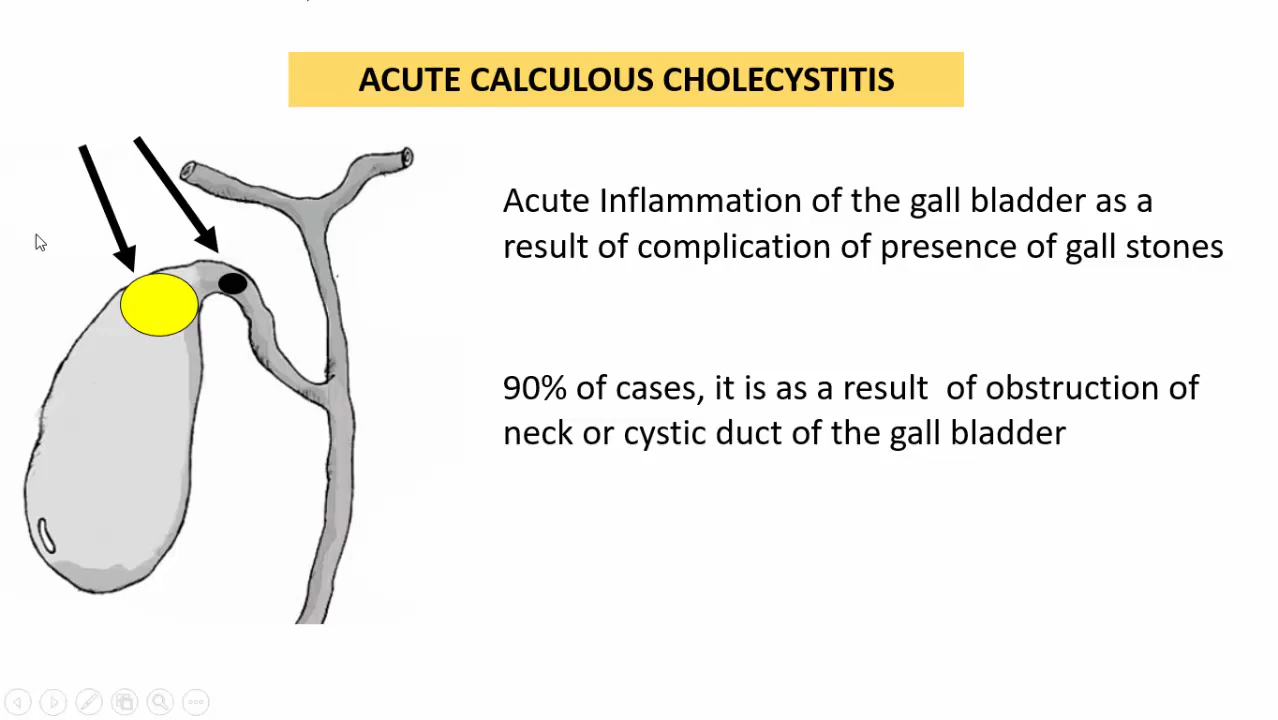 ACUTE CALCULOUS CHOLECYSTITIS
Acute Inflammation of the gall bladder as a
result of complication of presence of gall stones
90% of cases, it is as a result  of obstruction of
neck or cystic duct of the gall bladder